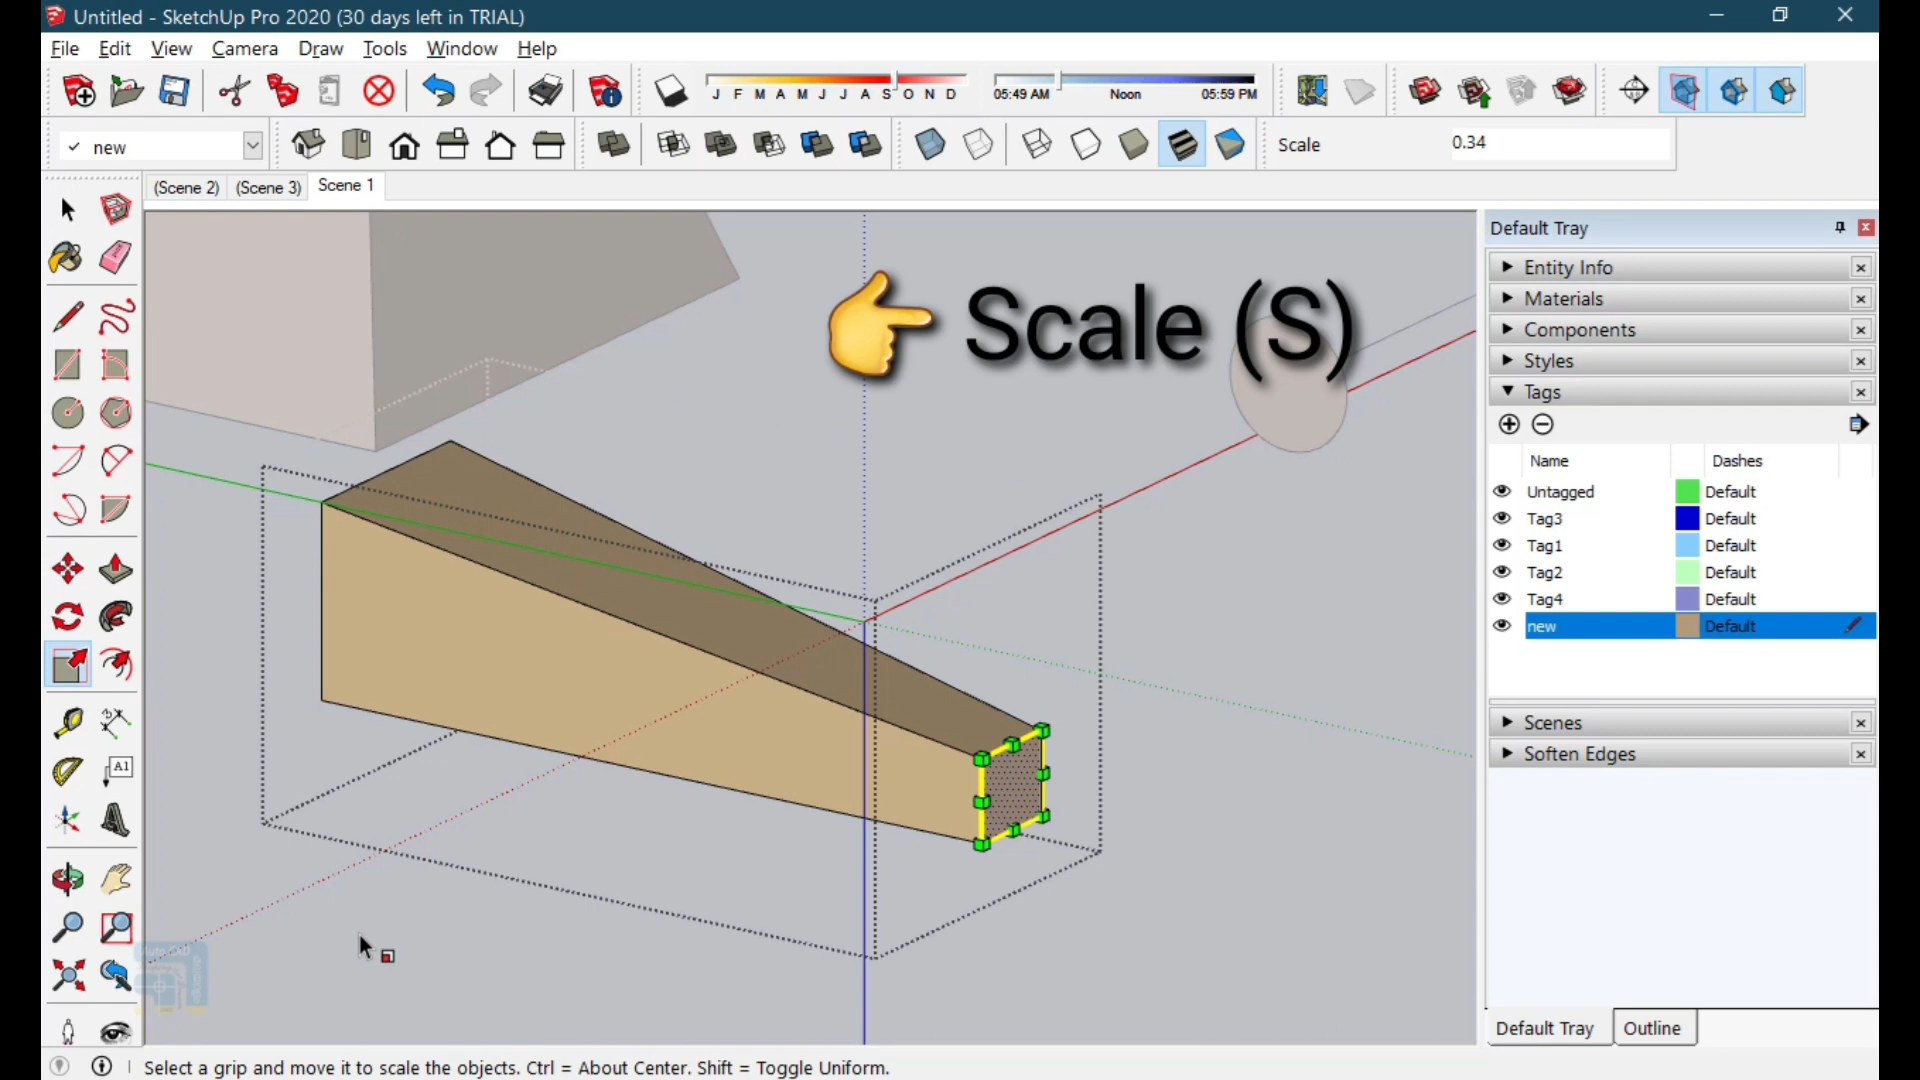 Untitled - SketchUp Pro 2020 (30 days left in TRIAL)
File Edit View Camera Draw Tools Window Help
J F M A M J J A S O N D
05:49 AM Noon 05:59 PM
✓ new
Scale 0.34
(Scene 2) (Scene 3) Scene 1
Default Tray
Entity Info
Materials
Components
Styles
Tags
Name Dashes
Untagged Default
Tag3 Default
Tag1 Default
Tag2 Default
Tag4 Default
new Default
Scenes
Soften Edges
Scale (S)
A1
Default Tray Outline
Select a grip and move it to scale the objects. Ctrl = About Center. Shift = Toggle Uniform.